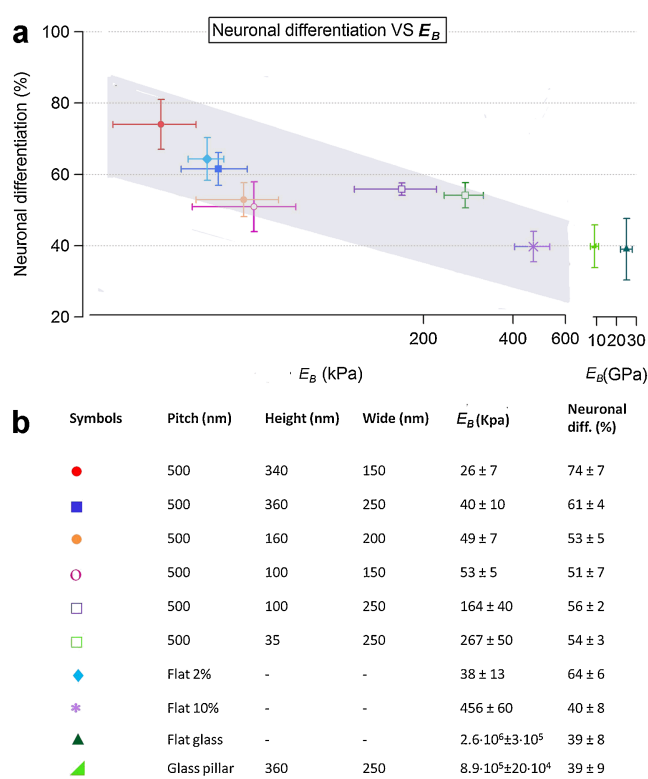 a
Neuronal differentiation VS E_B
Neuronal differentiation (%)
100
80
60
40
20
200 400 600 10 20 30
E_B (kPa) E_B(GPa)
b
Symbols Pitch (nm) Height (nm) Wide (nm) E_B (Kpa) Neuronal diff. (%)
500 340 150 26 ± 7 74 ± 7
500 360 250 40 ± 10 61 ± 4
500 160 200 49 ± 7 53 ± 5
500 100 150 53 ± 5 51 ± 7
500 100 250 164 ± 40 56 ± 2
500 35 250 267 ± 50 54 ± 3
Flat 2% - - 38 ± 13 64 ± 6
Flat 10% - - 456 ± 60 40 ± 8
Flat glass - - 2.6·10⁶±3·10⁵ 39 ± 8
Glass pillar 360 250 8.9·10⁵±20·10⁴ 39 ± 9